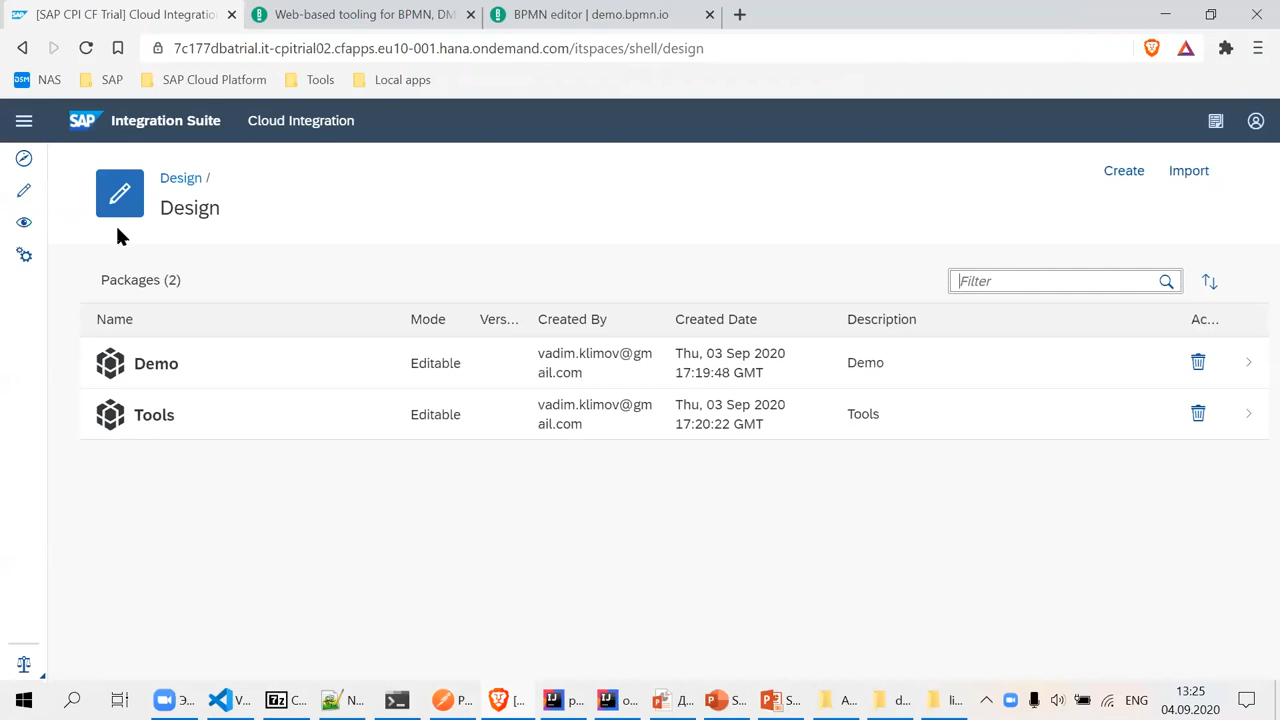 [SAP CPI CF Trial] Cloud Integratio
Web-based tooling for BPMN, DM
BPMN editor | demo.bpmn.io
7c177dbatrial.it-cpitrial02.cfapps.eu10-001.hana.ondemand.com/itspaces/shell/design
NAS
SAP
SAP Cloud Platform
Tools
Local apps
SAP
Integration Suite
Cloud Integration
Design /
Design
Create
Import
Packages (2)
Filter
Name
Mode
Vers...
Created By
Created Date
Description
Ac...
Demo
Editable
vadim.klimov@gm
ail.com
Thu, 03 Sep 2020
17:19:48 GMT
Demo
Tools
Editable
vadim.klimov@gm
ail.com
Thu, 03 Sep 2020
17:20:22 GMT
Tools
Э...
V...
C...
N...
P...
[...
p...
o...
Д...
S...
S...
A...
d...
li...
ENG
13:25
04.09.2020